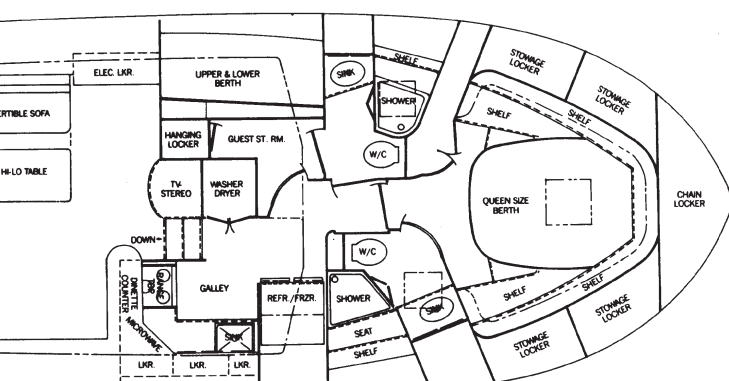 ELEC. LKR.
UPPER & LOWER
BERTH
SINK
SHELF
STOWAGE
LOCKER
STOWAGE
LOCKER
SHOWER
SHELF
SHELF
ERTIBLE SOFA
HANGING
LOCKER
GUEST ST. RM.
W/C
HI-LO TABLE
TV-
STEREO
WASHER
DRYER
QUEEN SIZE
BERTH
CHAIN
LOCKER
DOWN
W/C
DINETTE
COUNTER
RANGE
GALLEY
REFR./FRZR.
SHOWER
SINK
SHELF
SHELF
MICROWAVE
SINK
SEAT
SHELF
STOWAGE
LOCKER
STOWAGE
LOCKER
LKR.
LKR.
LKR.